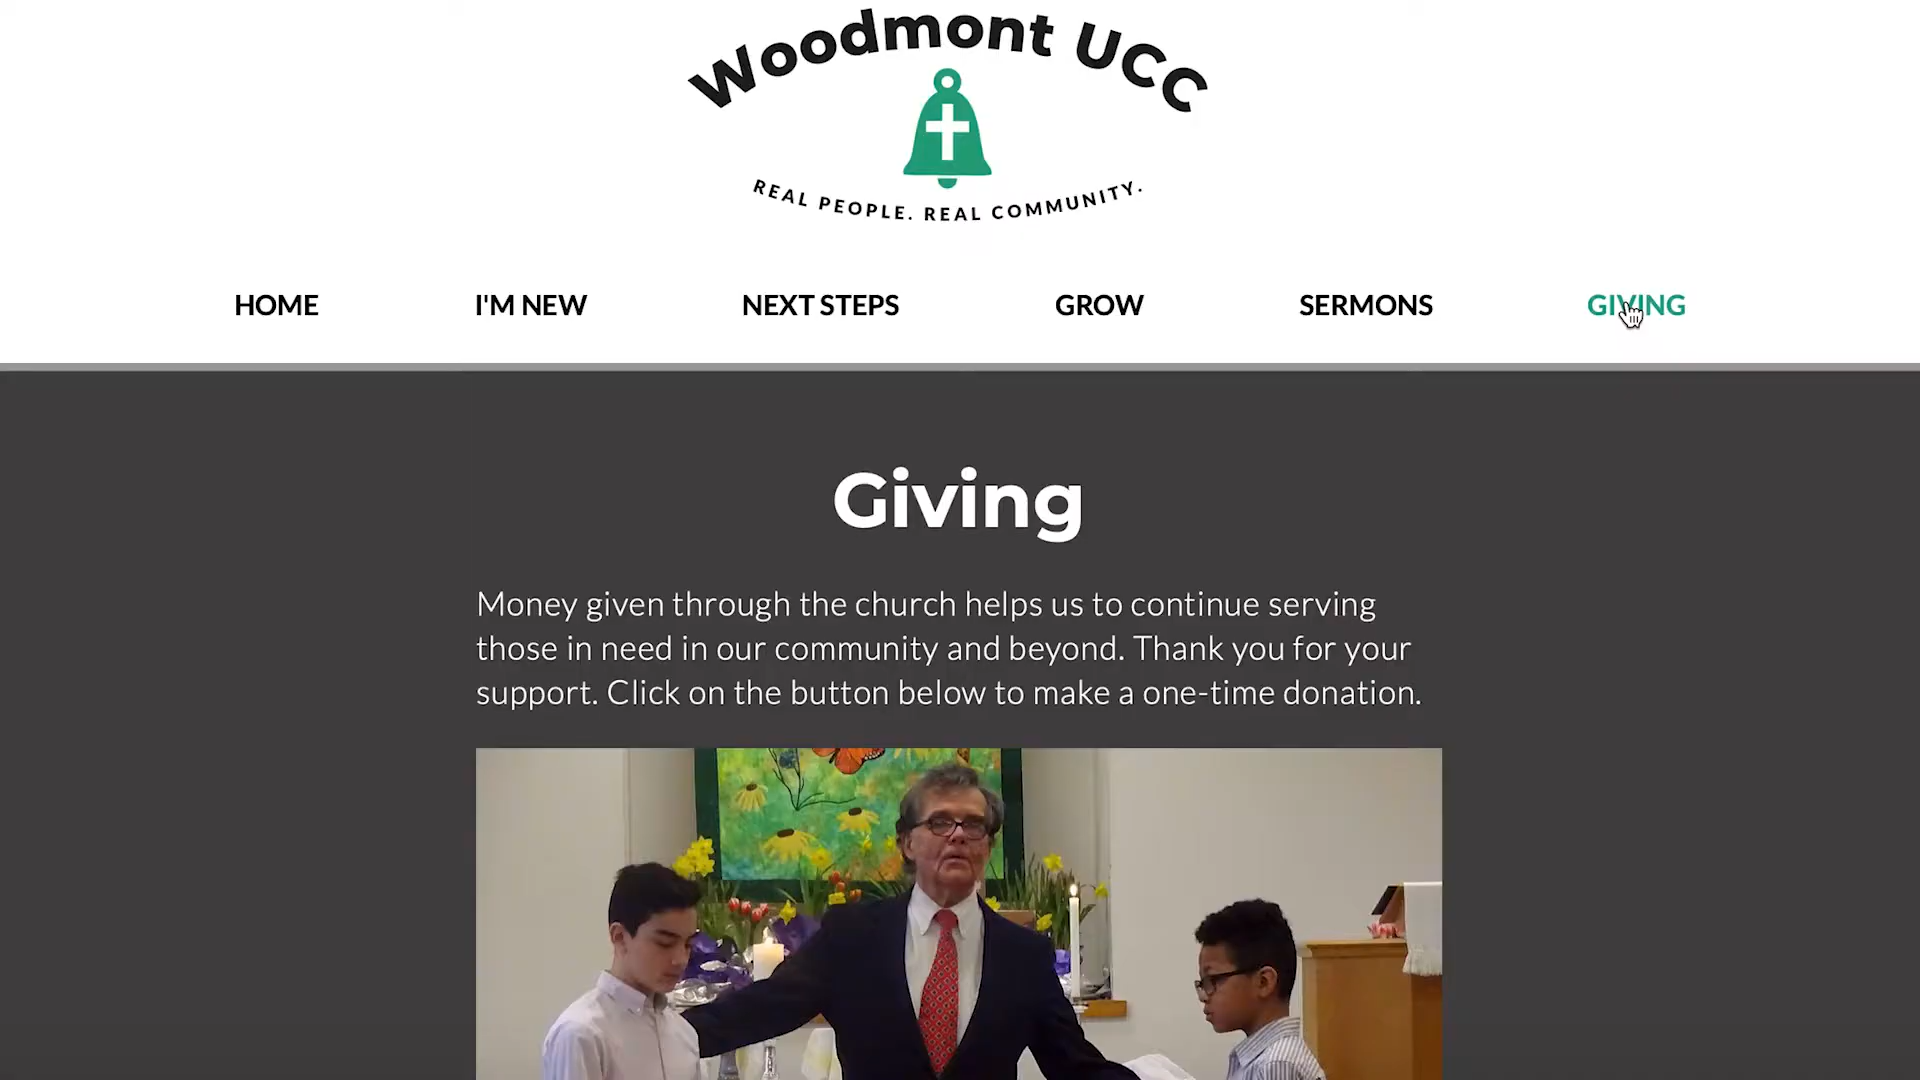 Woodmont UCC
REAL PEOPLE. REAL COMMUNITY.
HOME
I'M NEW
NEXT STEPS
GROW
SERMONS
GIVING
Giving
Money given through the church helps us to continue serving
those in need in our community and beyond. Thank you for your
support. Click on the button below to make a one-time donation.